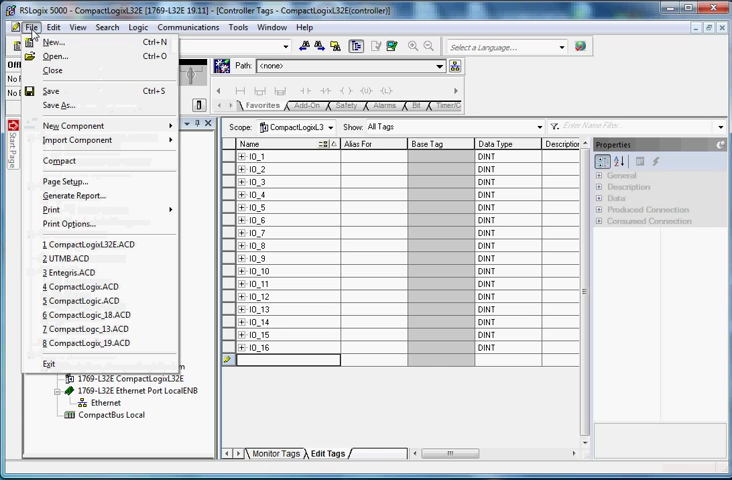 RSLogix 5000 - CompactLogixL32E [1769-L32E 19.11] - [Controller Tags - CompactLogixL32E(controller)]
File Edit View Search Logic Communications Tools Window Help
New... Ctrl+N
Open... Ctrl+O
Close
Save Ctrl+S
Save As...
New Component
Import Component
Compact
Page Setup...
Generate Report...
Print
Print Options...
1 CompactLogixL32E.ACD
2 UTMB.ACD
3 Entegris.ACD
4 CopmactLogix.ACD
5 CompactLogic.ACD
6 CompactLogic_18.ACD
7 CompactLogc_13.ACD
8 CompactLogix_19.ACD
Exit
1769-L32E CompactLogixL32E
1769-L32E Ethernet Port LocalENB
Ethernet
CompactBus Local
Start Page
Select a Language...
Path: <none>
Favorites Add-On Safety Alarms Bit Timer/C
Scope: CompactLogixL3 Show: All Tags Enter Name Filter...
Name Alias For Base Tag Data Type Description
IO_1 DINT
IO_2 DINT
IO_3 DINT
IO_4 DINT
IO_5 DINT
IO_6 DINT
IO_7 DINT
IO_8 DINT
IO_9 DINT
IO_10 DINT
IO_11 DINT
IO_12 DINT
IO_13 DINT
IO_14 DINT
IO_15 DINT
IO_16 DINT
Monitor Tags Edit Tags
Properties
General
Description
Data
Produced Connection
Consumed Connection